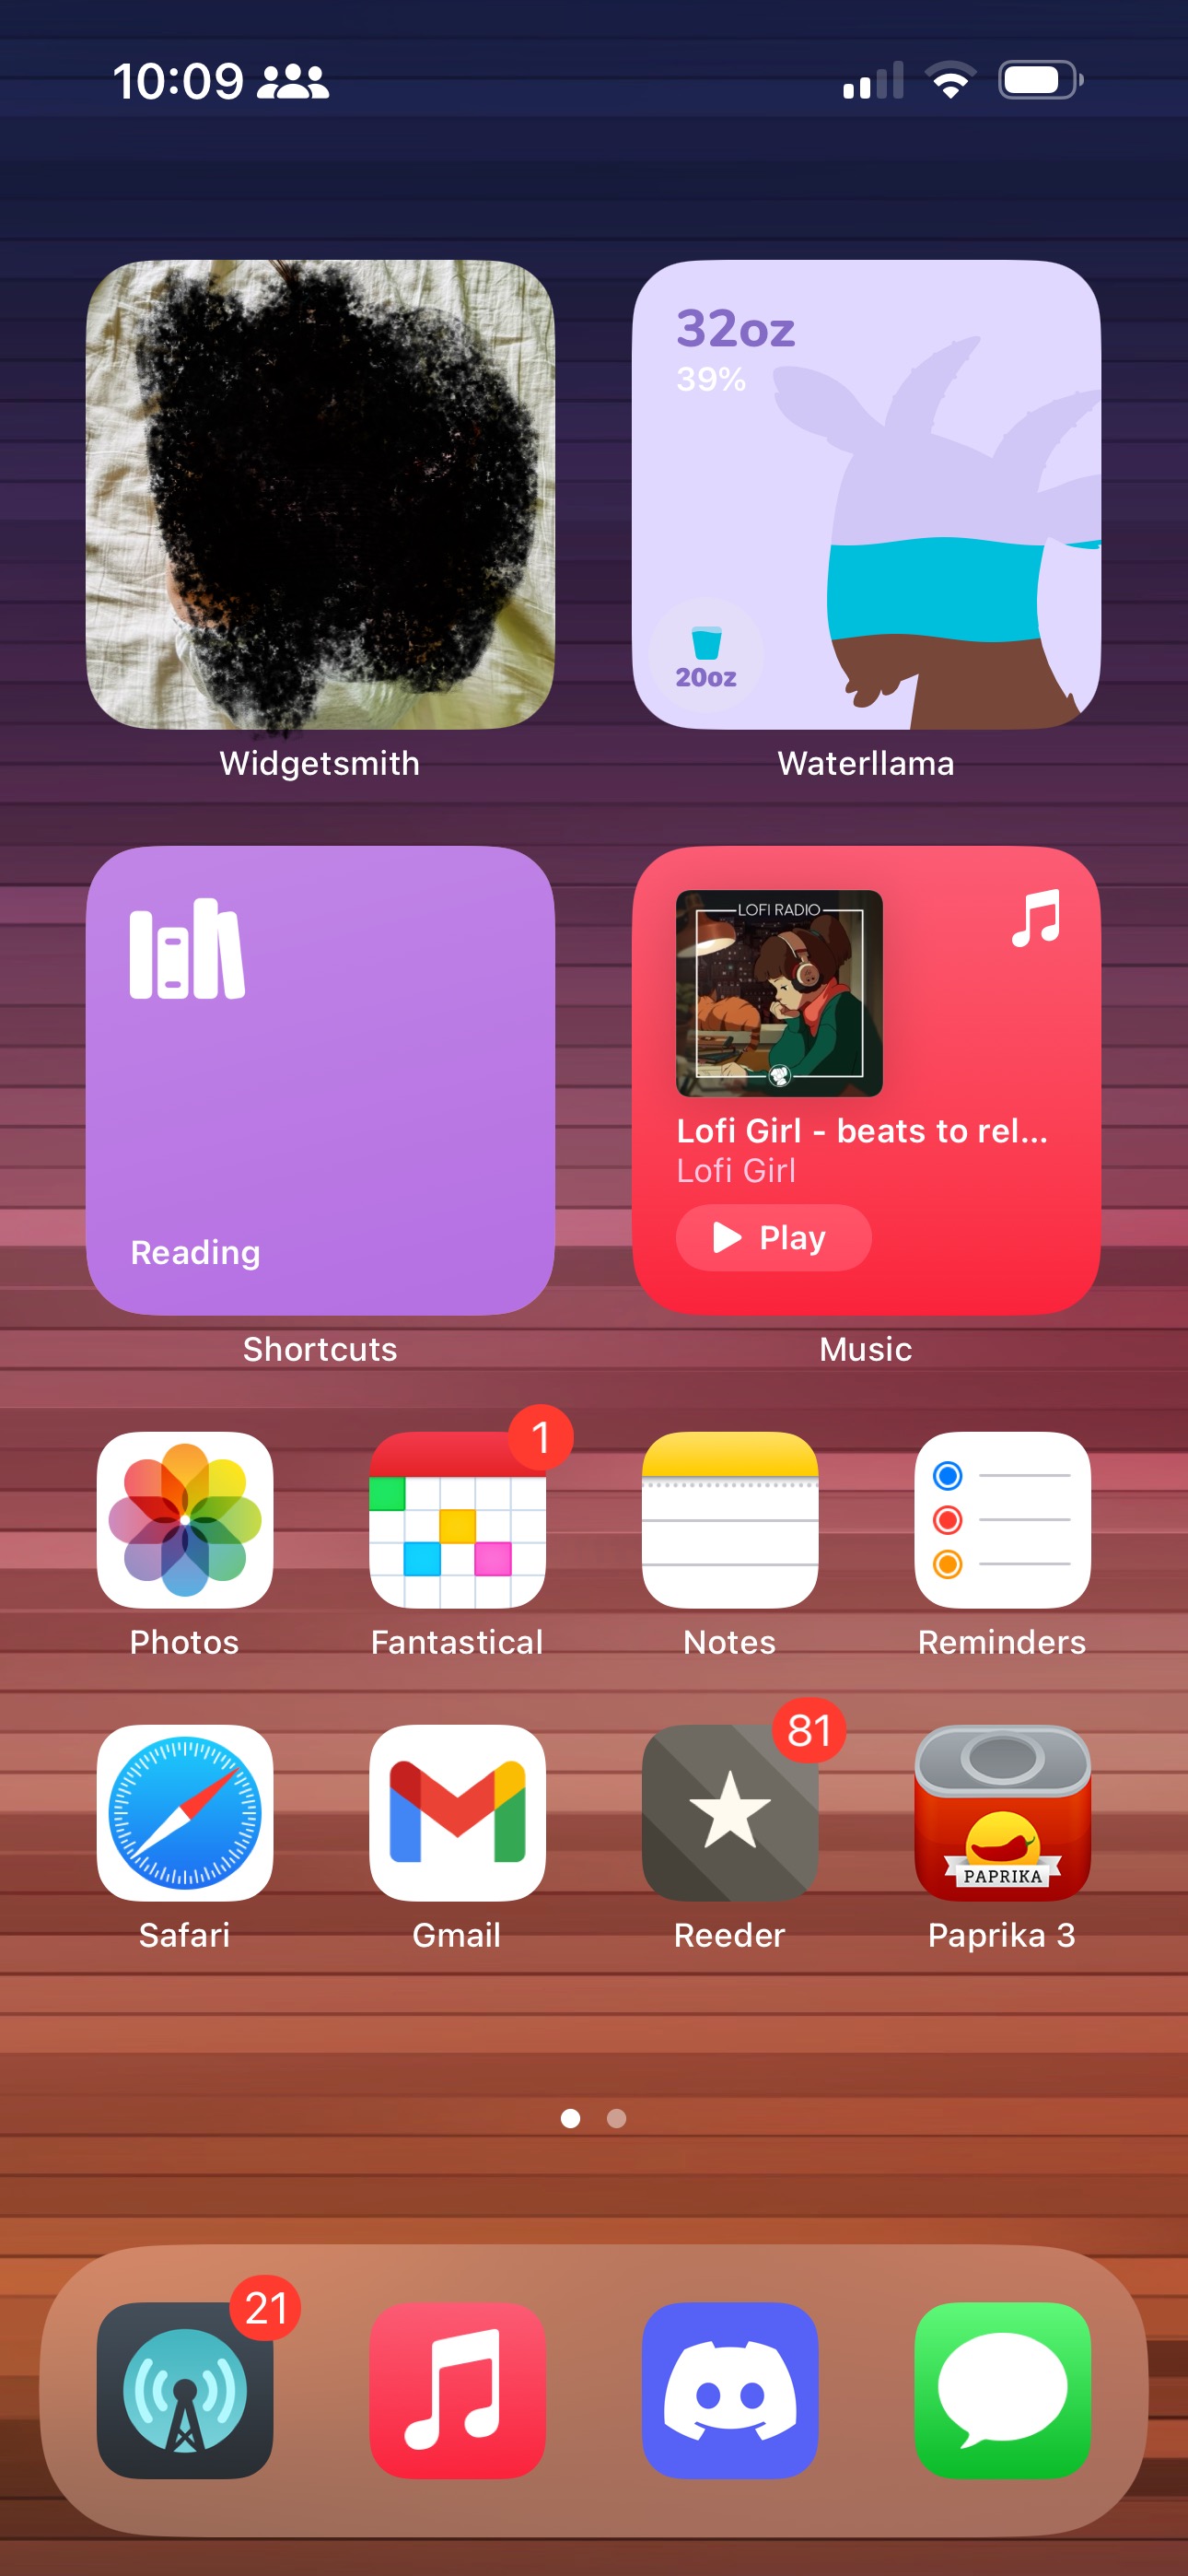 10:09
32oz
39%
20oz
Widgetsmith
Waterllama
LOFI RADIO
Lofi Girl - beats to rel...
Lofi Girl
Play
Reading
Shortcuts
Music
1
Photos
Fantastical
Notes
Reminders
81
PAPRIKA
Safari
Gmail
Reeder
Paprika 3
21